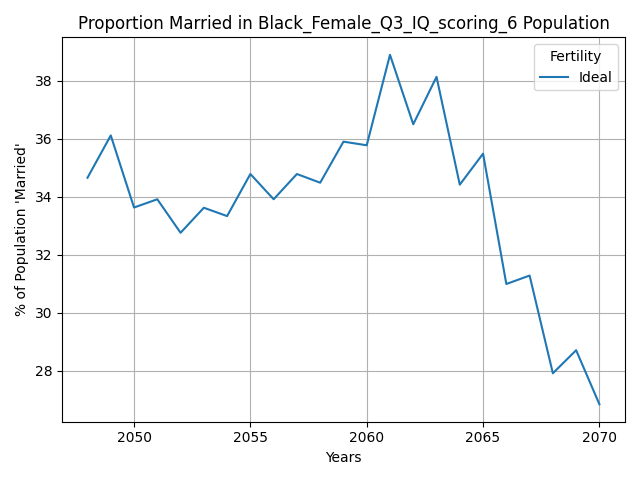 Proportion Married in Black_Female_Q3_IQ_scoring_6 Population
Fertility
Ideal
% of Population 'Married'
38
36
34
32
30
28
2050
2055
2060
2065
2070
Years